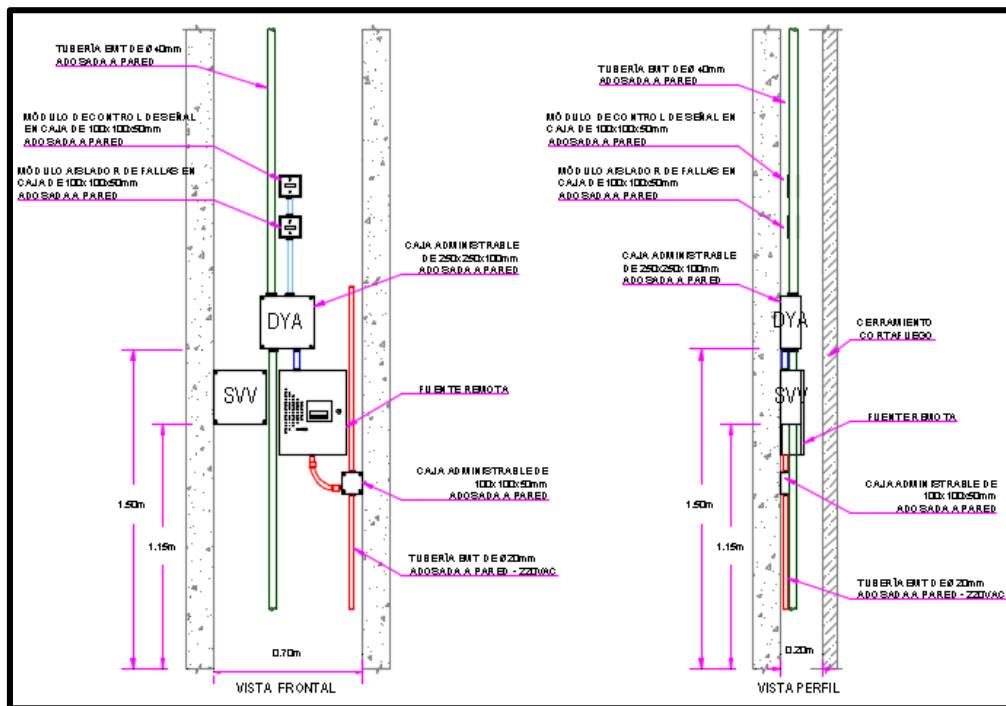 TUBERÍA EMT DE Ø 40mm
ADOSADA A PARED
MÓDULO DE CONTROL DE SEÑAL
EN CAJA DE 100x100x50mm
ADOSADA A PARED
MÓDULO AISLADOR DE FALLAS EN
CAJA DE 100x100x50mm
ADOSADA A PARED
CAJA ADMINISTRABLE
DE 250x250x100mm
ADOSADA A PARED
DYA
SVV
FUENTE REMOTA
CAJA ADMINISTRABLE DE
100x100x50mm
ADOSADA A PARED
1.50m
1.15m
TUBERÍA EMT DE Ø20mm
ADOSADA A PARED - 220VAC
0.70m
VISTA FRONTAL
TUBERÍA EMT DE Ø 40mm
ADOSADA A PARED
MÓDULO DE CONTROL DE SEÑAL EN
CAJA DE 100x100x50mm
ADOSADA A PARED
MÓDULO AISLADOR DE FALLAS EN
CAJA DE 100x100x50mm
ADOSADA A PARED
CAJA ADMINISTRABLE
DE 250x250x100mm
ADOSADA A PARED
DYA
CERRAMIENTO
CORTAFUEGO
SVV
FUENTE REMOTA
CAJA ADMINISTRABLE DE
100x100x50mm
ADOSADA A PARED
1.50m
1.15m
TUBERÍA EMT DE Ø20mm
ADOSADA A PARED - 220VAC
0.20m
VISTA PERFIL